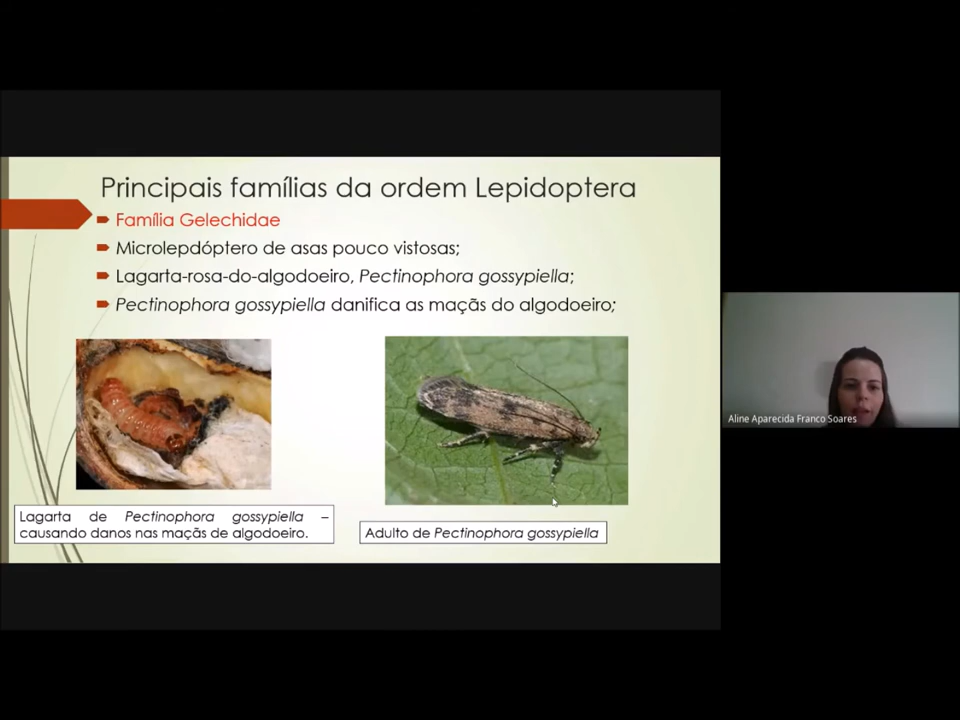 Principais famílias da ordem Lepidoptera
Família Gelechidae
Microlepdóptero de asas pouco vistosas;
Lagarta-rosa-do-algodoeiro, Pectinophora gossypiella;
Pectinophora gossypiella danifica as maçãs do algodoeiro;
Lagarta de Pectinophora gossypiella –
causando danos nas maçãs de algodoeiro.
Adulto de Pectinophora gossypiella
Aline Aparecida Franco Soares